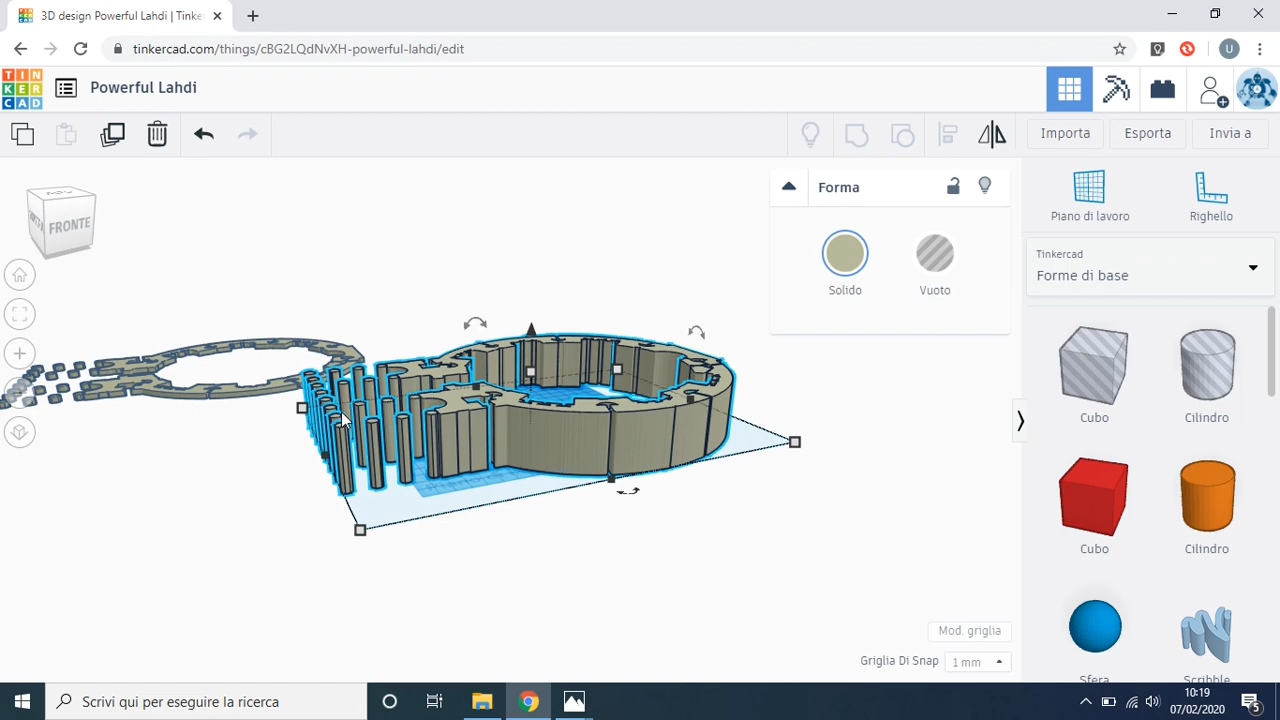 3D design Powerful Lahdi | Tinke
tinkercad.com/things/cBG2LQdNvXH-powerful-lahdi/edit
U
TIN
KER
CAD
Powerful Lahdi
Importa
Esporta
Invia a
FRONTE
Forma
Solido
Vuoto
Piano di lavoro
Righello
Tinkercad
Forme di base
Cubo
Cilindro
Cubo
Cilindro
Sfera
Scribble
Mod. griglia
Griglia Di Snap
1 mm
Scrivi qui per eseguire la ricerca
10:19
07/02/2020
5